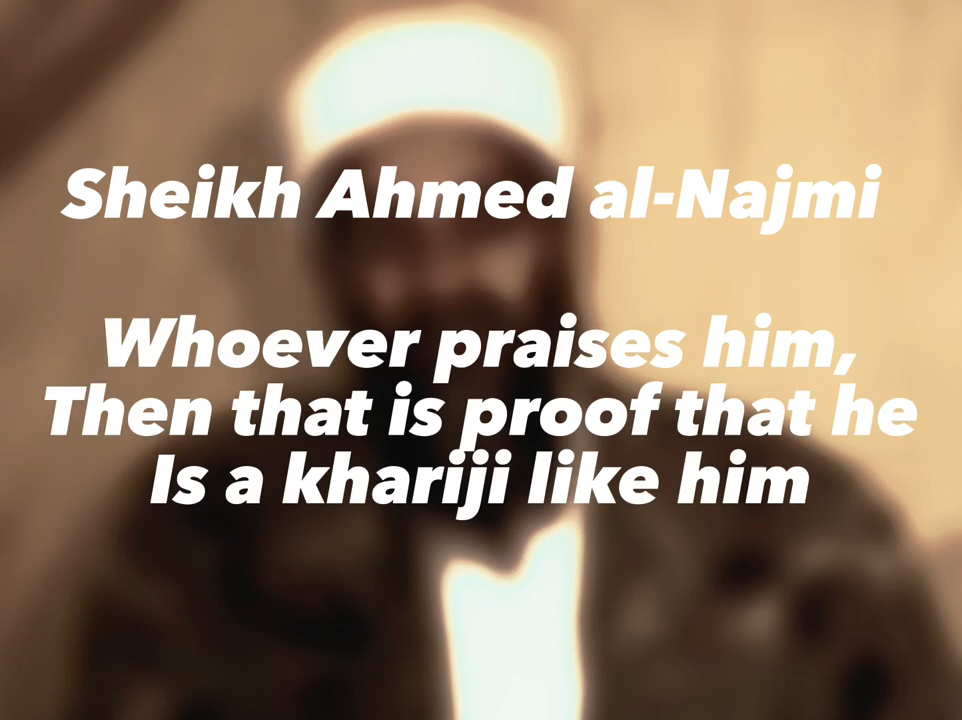 Sheikh Ahmed al-Najmi
Whoever praises him,
Then that is proof that he
Is a khariji like him